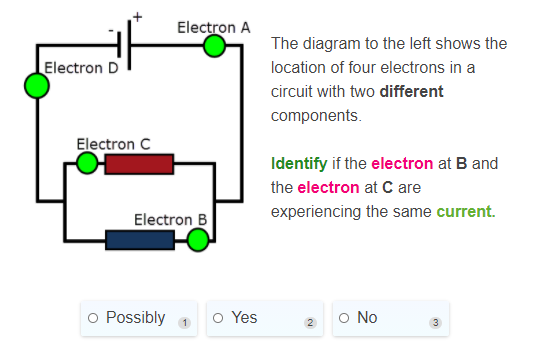 - +
Electron A
Electron D
Electron C
Electron B
The diagram to the left shows the
location of four electrons in a
circuit with two different
components.
Identify if the electron at B and
the electron at C are
experiencing the same current.
Possibly 1
Yes 2
No 3